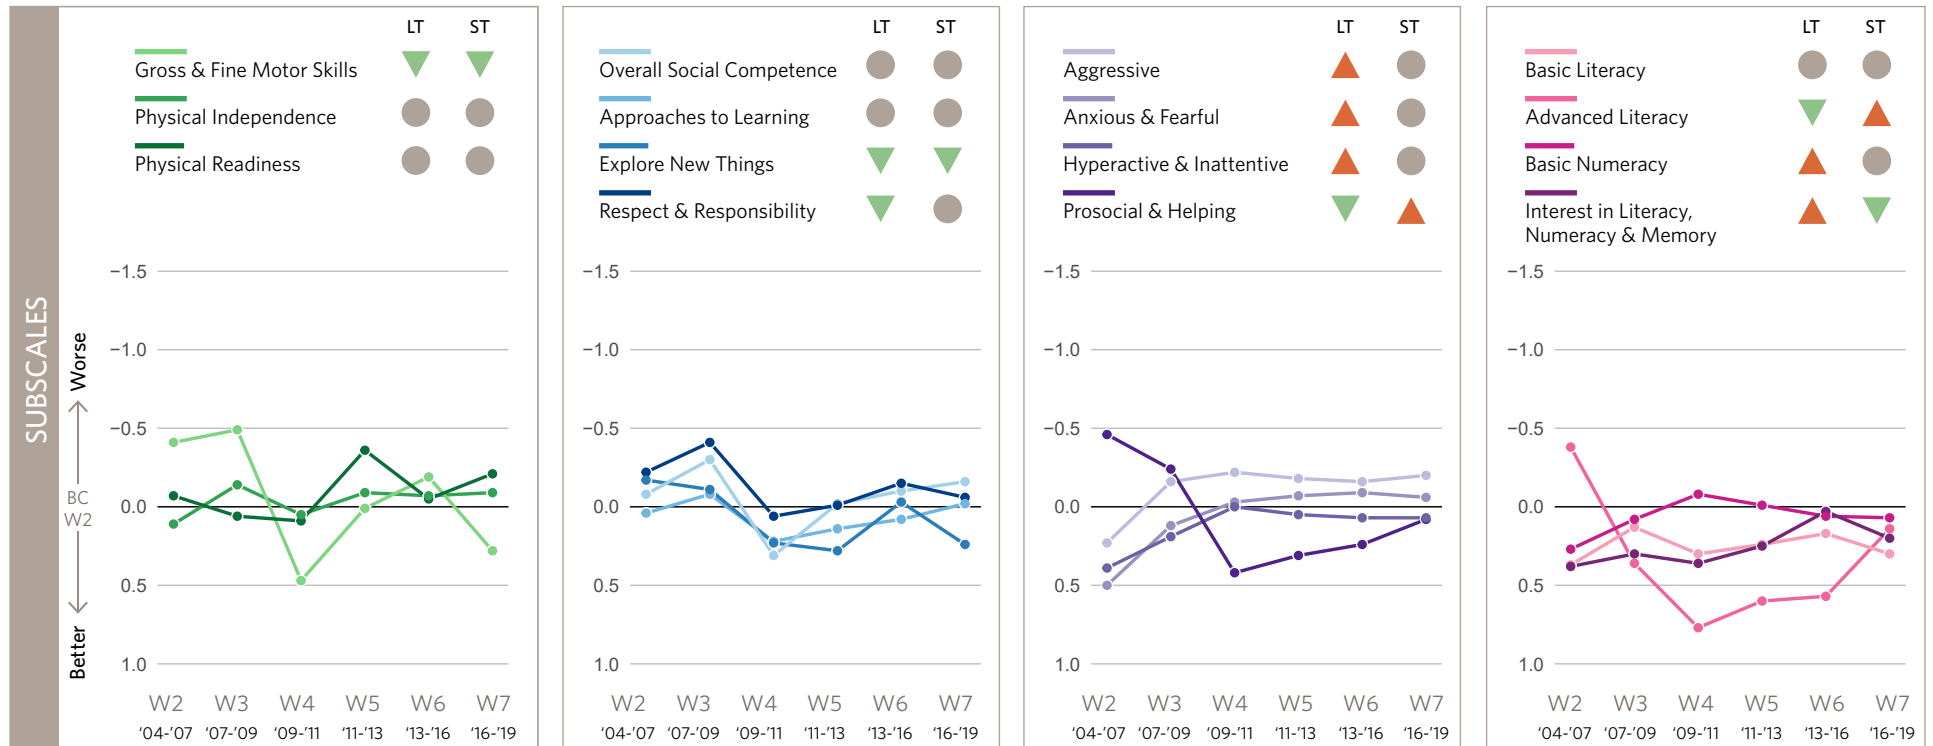 SUBSCALES
Worse
BC
W2
Better
LT ST
Gross & Fine Motor Skills
Physical Independence
Physical Readiness
−1.5
−1.0
−0.5
0.0
0.5
1.0
W2 W3 W4 W5 W6 W7
‘04-’07 ‘07-’09 ‘09-’11 ‘11-’13 ‘13-’16 ‘16-’19
LT ST
Overall Social Competence
Approaches to Learning
Explore New Things
Respect & Responsibility
−1.5
−1.0
−0.5
0.0
0.5
1.0
W2 W3 W4 W5 W6 W7
‘04-’07 ‘07-’09 ‘09-’11 ‘11-’13 ‘13-’16 ‘16-’19
LT ST
Aggressive
Anxious & Fearful
Hyperactive & Inattentive
Prosocial & Helping
−1.5
−1.0
−0.5
0.0
0.5
1.0
W2 W3 W4 W5 W6 W7
‘04-’07 ‘07-’09 ‘09-’11 ‘11-’13 ‘13-’16 ‘16-’19
LT ST
Basic Literacy
Advanced Literacy
Basic Numeracy
Interest in Literacy,
Numeracy & Memory
−1.5
−1.0
−0.5
0.0
0.5
1.0
W2 W3 W4 W5 W6 W7
‘04-’07 ‘07-’09 ‘09-’11 ‘11-’13 ‘13-’16 ‘16-’19